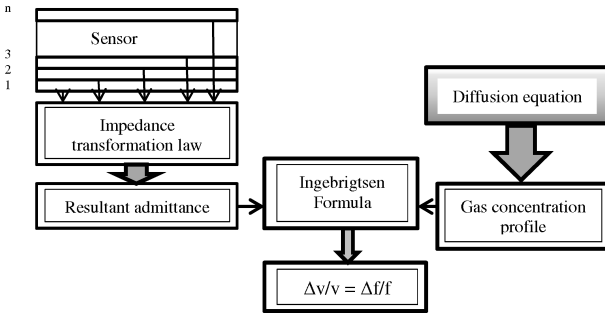 n
Sensor
3
2
1
Impedance
transformation law
Resultant admittance
Ingebrigtsen
Formula
Δv/v = Δf/f
Diffusion equation
Gas concentration
profile